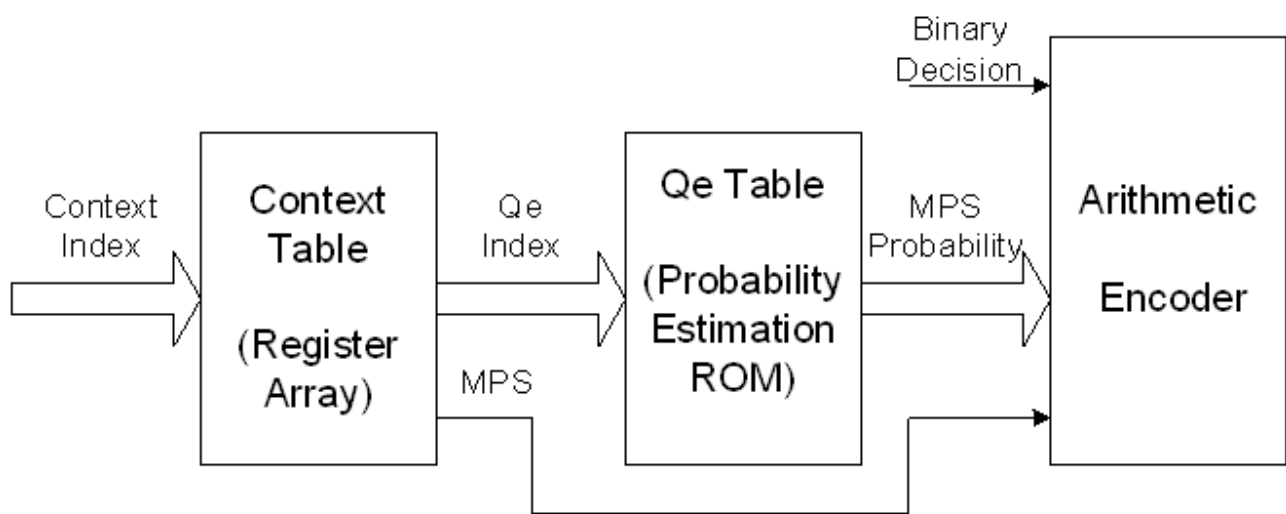 Context
Index
Context
Table
(Register
Array)
Qe
Index
MPS
Qe Table
(Probability
Estimation
ROM)
MPS
Probability
Binary
Decision
Arithmetic
Encoder